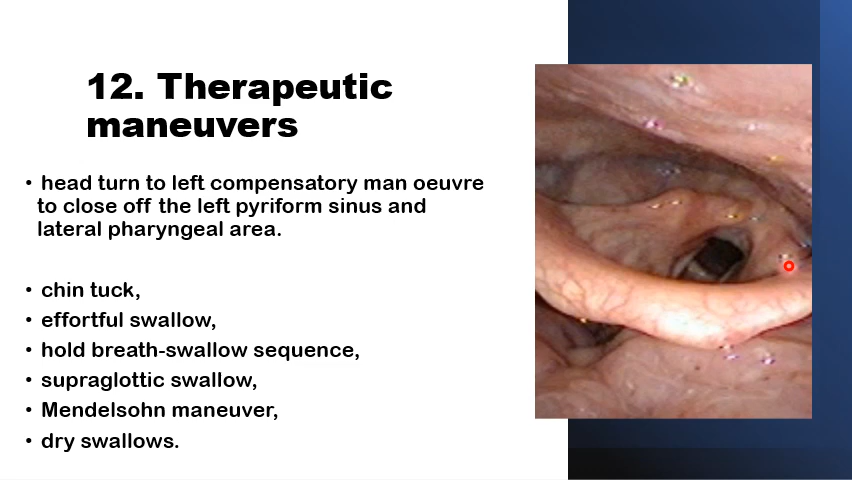 12. Therapeutic
maneuvers
• head turn to left compensatory man oeuvre
to close off the left pyriform sinus and
lateral pharyngeal area.
• chin tuck,
• effortful swallow,
• hold breath-swallow sequence,
• supraglottic swallow,
• Mendelsohn maneuver,
• dry swallows.